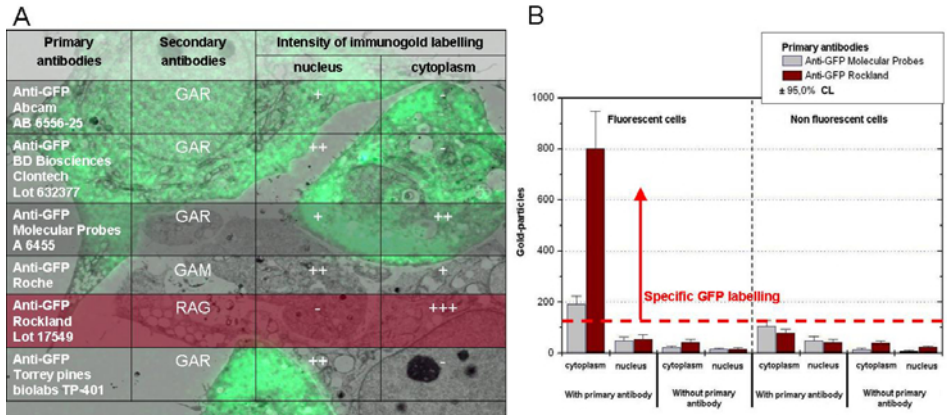 A
Primary
antibodies
Secondary
antibodies
Intensity of immunogold labelling
nucleus
cytoplasm
Anti-GFP
Abcam
AB 6556-25
GAR
+
-
Anti-GFP
BD Biosciences
Clontech
Lot 632377
GAR
++
-
Anti-GFP
Molecular Probes
A 6455
GAR
+
++
Anti-GFP
Roche
GAM
++
+
Anti-GFP
Rockland
Lot 17549
RAG
-
+++
Anti-GFP
Torrey pines
biolabs TP-401
GAR
++
-
B
Primary antibodies
Anti-GFP Molecular Probes
Anti-GFP Rockland
± 95,0% CL
Gold-particles
1000
800
600
400
200
0
Fluorescent cells
Non fluorescent cells
Specific GFP labelling
cytoplasm nucleus cytoplasm nucleus cytoplasm nucleus cytoplasm nucleus
With primary antibody
Without primary
antibody
With primary antibody
Without primary
antibody